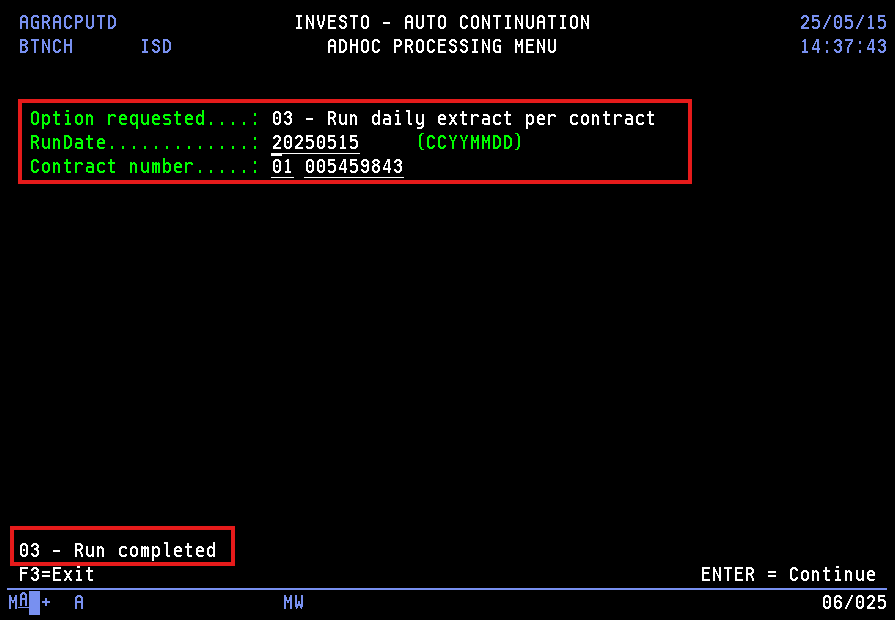 AGRACPUTD INVESTO - AUTO CONTINUATION 25/05/15
BTNCH ISD ADHOC PROCESSING MENU 14:37:43
Option requested....: 03 - Run daily extract per contract
RunDate.............: 20250515 (CCYYMMDD)
Contract number.....: 01 005459843
03 - Run completed
F3=Exit ENTER = Continue
MA + A MW 06/025